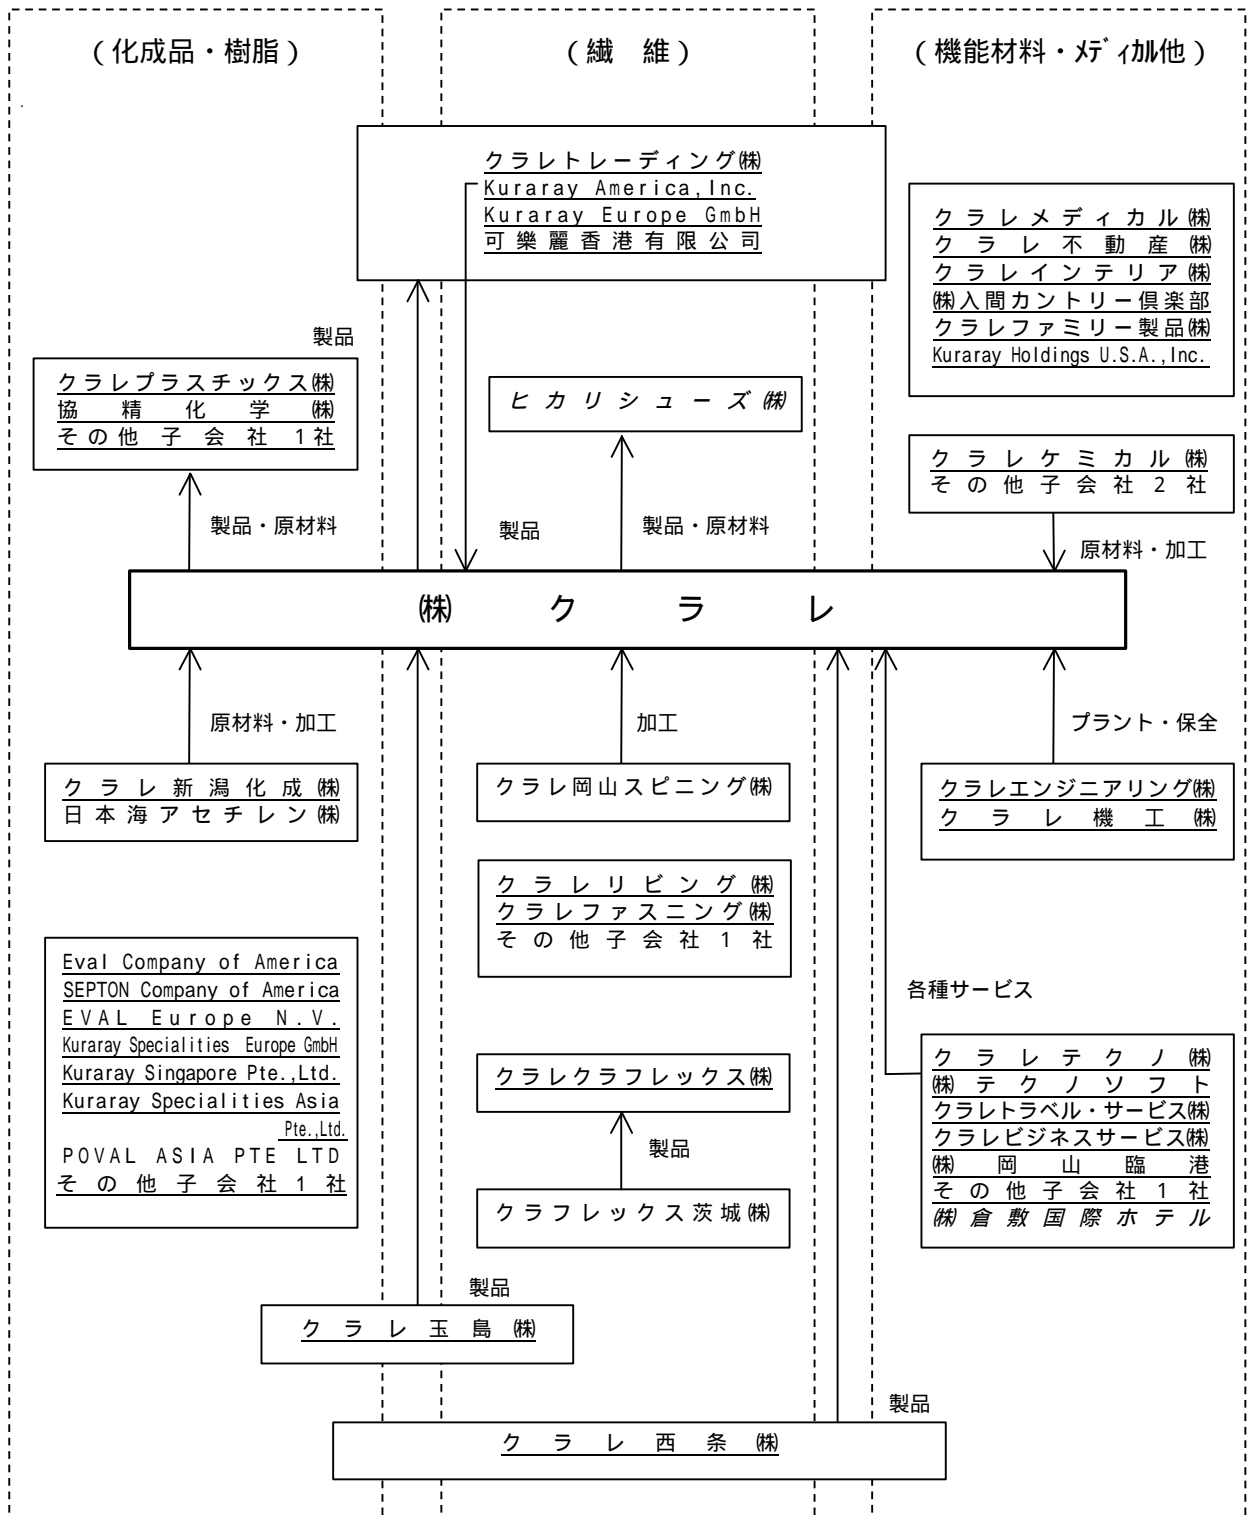 （化成品・樹脂）
（繊　維）
（機能材料・ﾒﾃﾞｨｶﾙ他）
クラレトレーディング㈱
Kuraray America,Inc.
Kuraray Europe GmbH
可樂麗香港有限公司
クラレメディカル㈱
クラレ不動産㈱
クラレインテリア㈱
㈱入間カントリー倶楽部
クラレファミリー製品㈱
Kuraray Holdings U.S.A.,Inc.
製品
クラレプラスチックス㈱
協精化学㈱
その他子会社1社
ヒカリシューズ㈱
クラレケミカル㈱
その他子会社2社
製品・原材料
製品
製品・原材料
原材料・加工
㈱クラレ
原材料・加工
加工
プラント・保全
クラレ新潟化成㈱
日本海アセチレン㈱
クラレ岡山スピニング㈱
クラレエンジニアリング㈱
クラレ機工㈱
クラレリビング㈱
クラレファスニング㈱
その他子会社1社
Eval Company of America
SEPTON Company of America
EVAL Europe N.V.
Kuraray Specialities Europe GmbH
Kuraray Singapore Pte.,Ltd.
Kuraray Specialities Asia
Pte.,Ltd.
POVAL ASIA PTE LTD
その他子会社1社
各種サービス
クラレクラフレックス㈱
製品
クラフレックス茨城㈱
クラレテクノ㈱
㈱テクノソフト
クラレトラベル・サービス㈱
クラレビジネスサービス㈱
㈱岡山臨港
その他子会社1社
㈱倉敷国際ホテル
製品
クラレ玉島㈱
製品
クラレ西条㈱